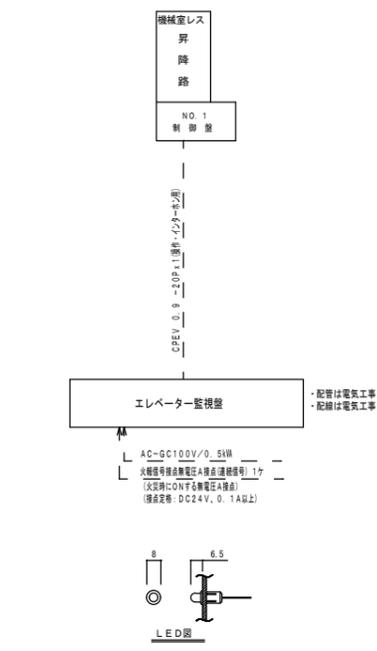 機械室レス
昇
降
路
NO. 1
制 御 盤
CPEV 0.9 -20P×1(操作・インターホン用)
エレベーター監視盤
・配管は電気工事
・配線は電気工事
AC-GC100V/0.5kW
火報信号接点無電圧A接点(連続信号) 1ケ
(火災時にONする無電圧A接点)
(接点定格:DC24V、0.1A以上)
8
6.5
LED図